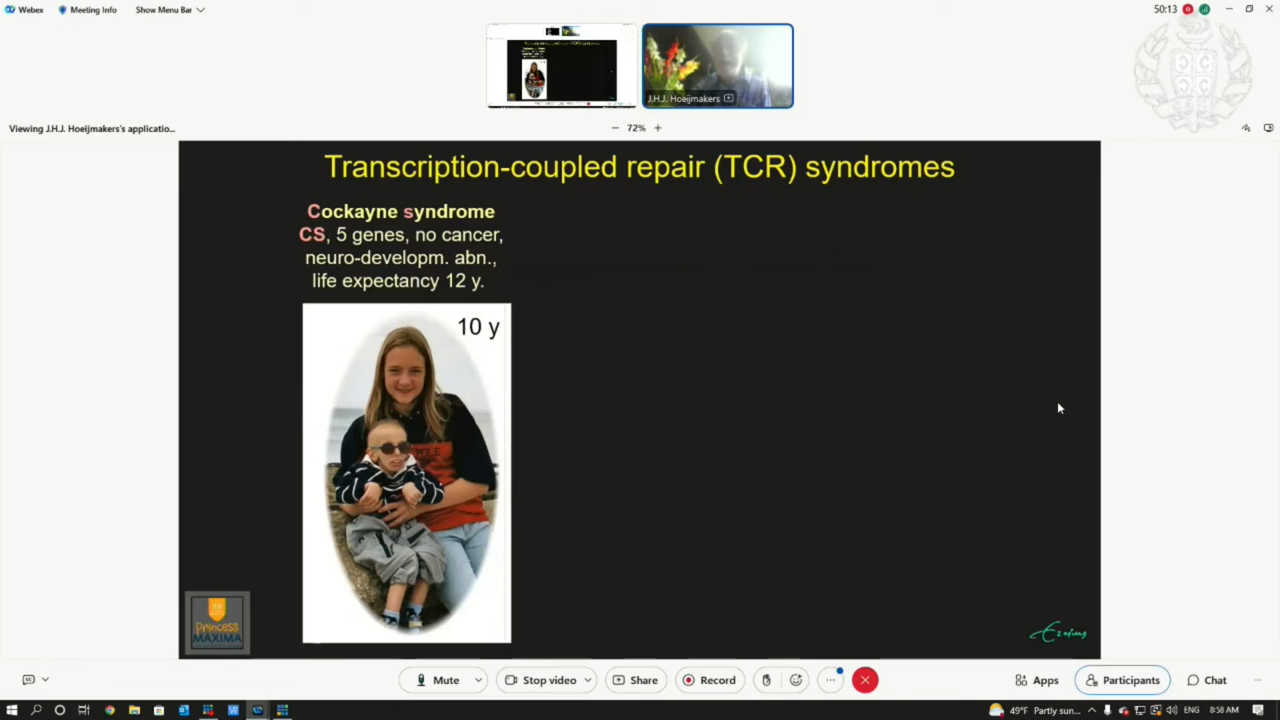 Webex
Meeting Info
Show Menu Bar
50:13
J.H.J. Hoeijmakers
Viewing J.H.J. Hoeijmakers's applicatio...
72%
Transcription-coupled repair (TCR) syndromes
Cockayne syndrome
CS, 5 genes, no cancer,
neuro-developm. abn.,
life expectancy 12 y.
10 y
Princess
MAXIMA
Erasmus
Mute
Stop video
Share
Record
Apps
Participants
Chat
49°F Partly sun...
ENG
8:58 AM